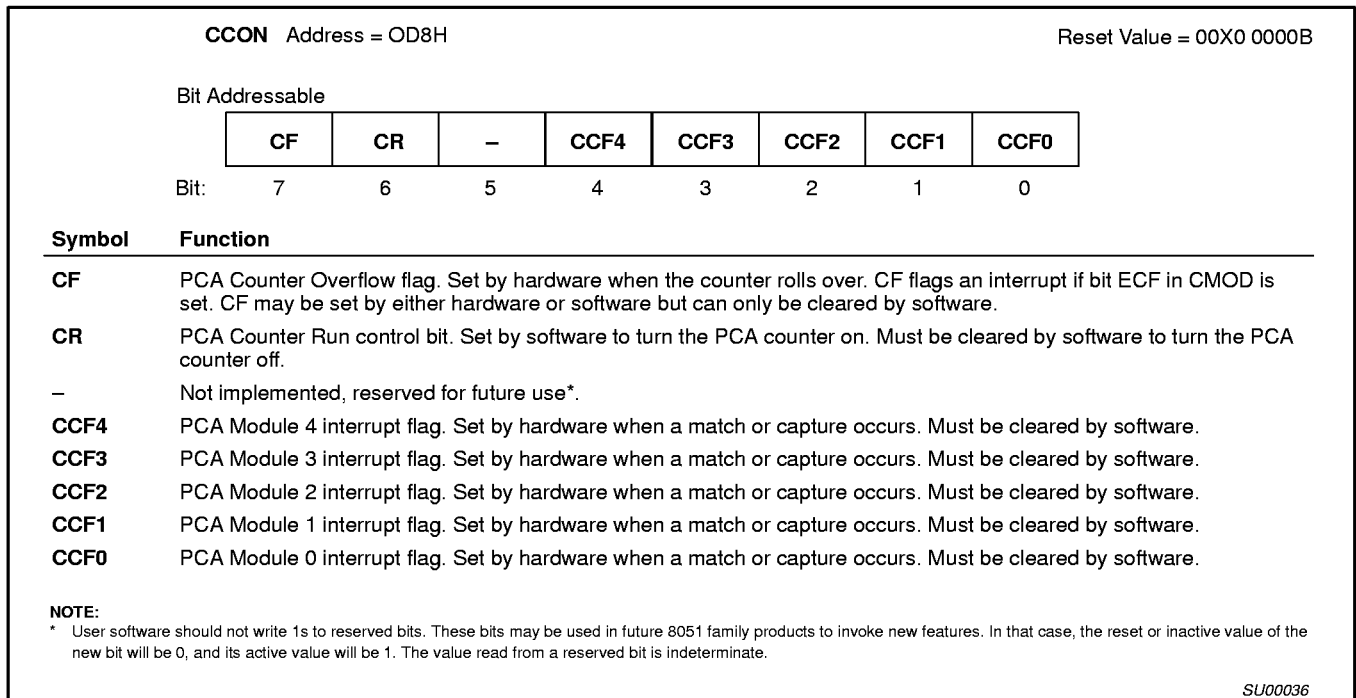 CCON Address = OD8H Reset Value = 00X0 0000B
Bit Addressable
CF CR – CCF4 CCF3 CCF2 CCF1 CCF0
Bit: 7 6 5 4 3 2 1 0
Symbol Function
CF PCA Counter Overflow flag. Set by hardware when the counter rolls over. CF flags an interrupt if bit ECF in CMOD is
set. CF may be set by either hardware or software but can only be cleared by software.
CR PCA Counter Run control bit. Set by software to turn the PCA counter on. Must be cleared by software to turn the PCA
counter off.
– Not implemented, reserved for future use*.
CCF4 PCA Module 4 interrupt flag. Set by hardware when a match or capture occurs. Must be cleared by software.
CCF3 PCA Module 3 interrupt flag. Set by hardware when a match or capture occurs. Must be cleared by software.
CCF2 PCA Module 2 interrupt flag. Set by hardware when a match or capture occurs. Must be cleared by software.
CCF1 PCA Module 1 interrupt flag. Set by hardware when a match or capture occurs. Must be cleared by software.
CCF0 PCA Module 0 interrupt flag. Set by hardware when a match or capture occurs. Must be cleared by software.
NOTE:
* User software should not write 1s to reserved bits. These bits may be used in future 8051 family products to invoke new features. In that case, the reset or inactive value of the
new bit will be 0, and its active value will be 1. The value read from a reserved bit is indeterminate.
SU00036